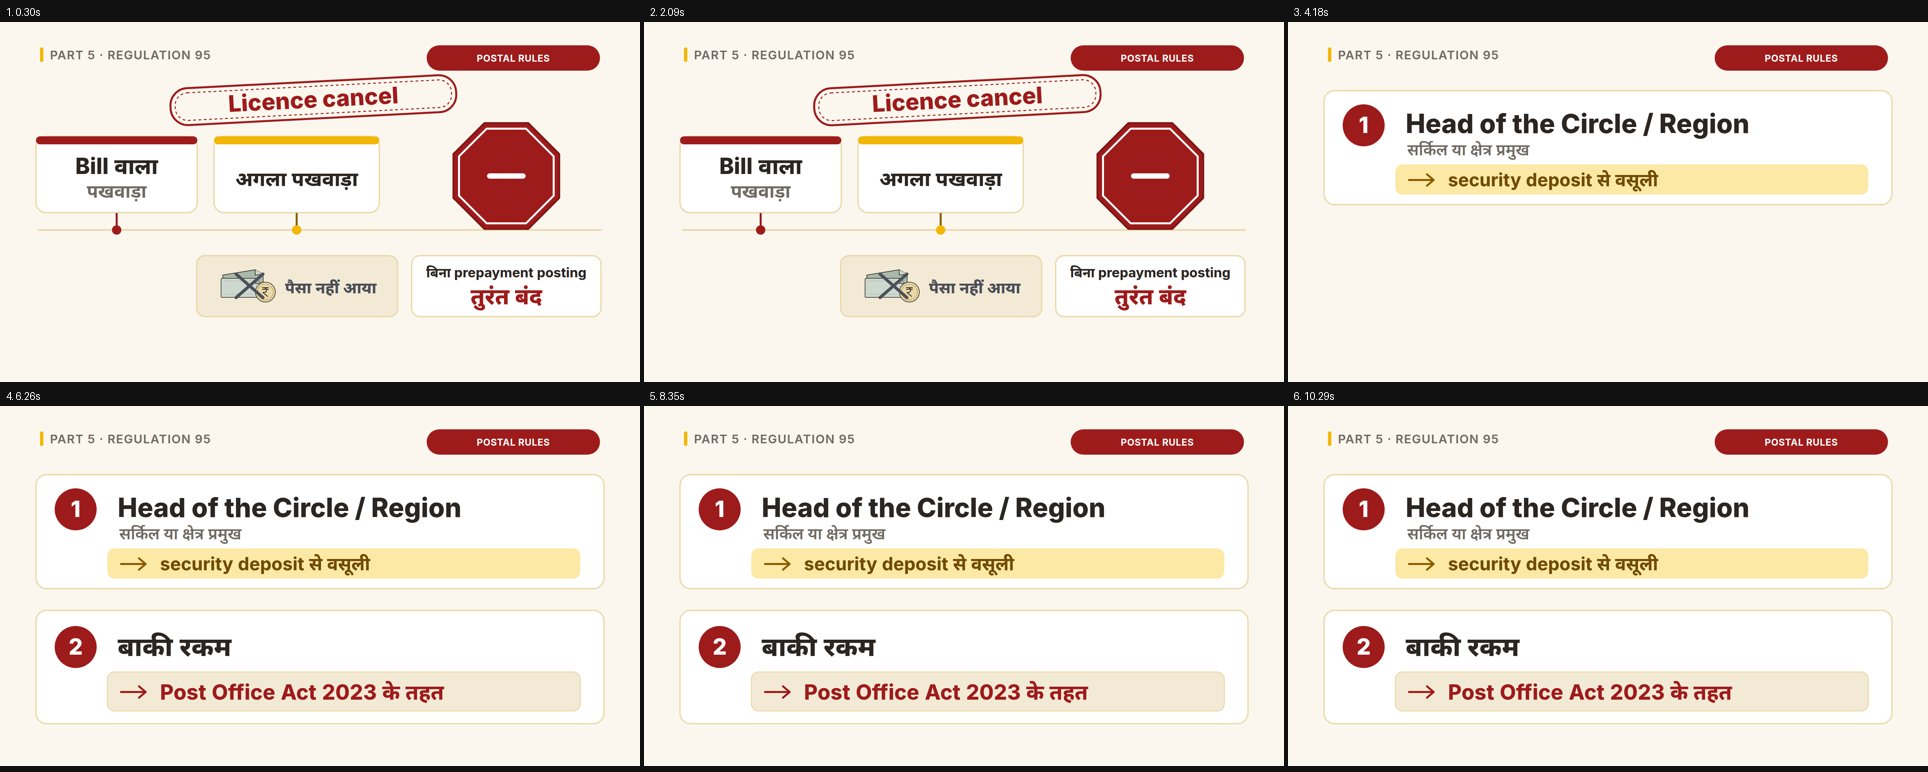 1. 0.30s
PART 5 · REGULATION 95
POSTAL RULES
Licence cancel
Bill वाला
पखवाड़ा
अगला पखवाड़ा
₹
पैसा नहीं आया
बिना prepayment posting
तुरंत बंद
2. 2.09s
PART 5 · REGULATION 95
POSTAL RULES
Licence cancel
Bill वाला
पखवाड़ा
अगला पखवाड़ा
₹
पैसा नहीं आया
बिना prepayment posting
तुरंत बंद
3. 4.18s
PART 5 · REGULATION 95
POSTAL RULES
1
Head of the Circle / Region
सर्किल या क्षेत्र प्रमुख
→ security deposit से वसूली
4. 6.26s
PART 5 · REGULATION 95
POSTAL RULES
1
Head of the Circle / Region
सर्किल या क्षेत्र प्रमुख
→ security deposit से वसूली
2
बाकी रकम
→ Post Office Act 2023 के तहत
5. 8.35s
PART 5 · REGULATION 95
POSTAL RULES
1
Head of the Circle / Region
सर्किल या क्षेत्र प्रमुख
→ security deposit से वसूली
2
बाकी रकम
→ Post Office Act 2023 के तहत
6. 10.29s
PART 5 · REGULATION 95
POSTAL RULES
1
Head of the Circle / Region
सर्किल या क्षेत्र प्रमुख
→ security deposit से वसूली
2
बाकी रकम
→ Post Office Act 2023 के तहत